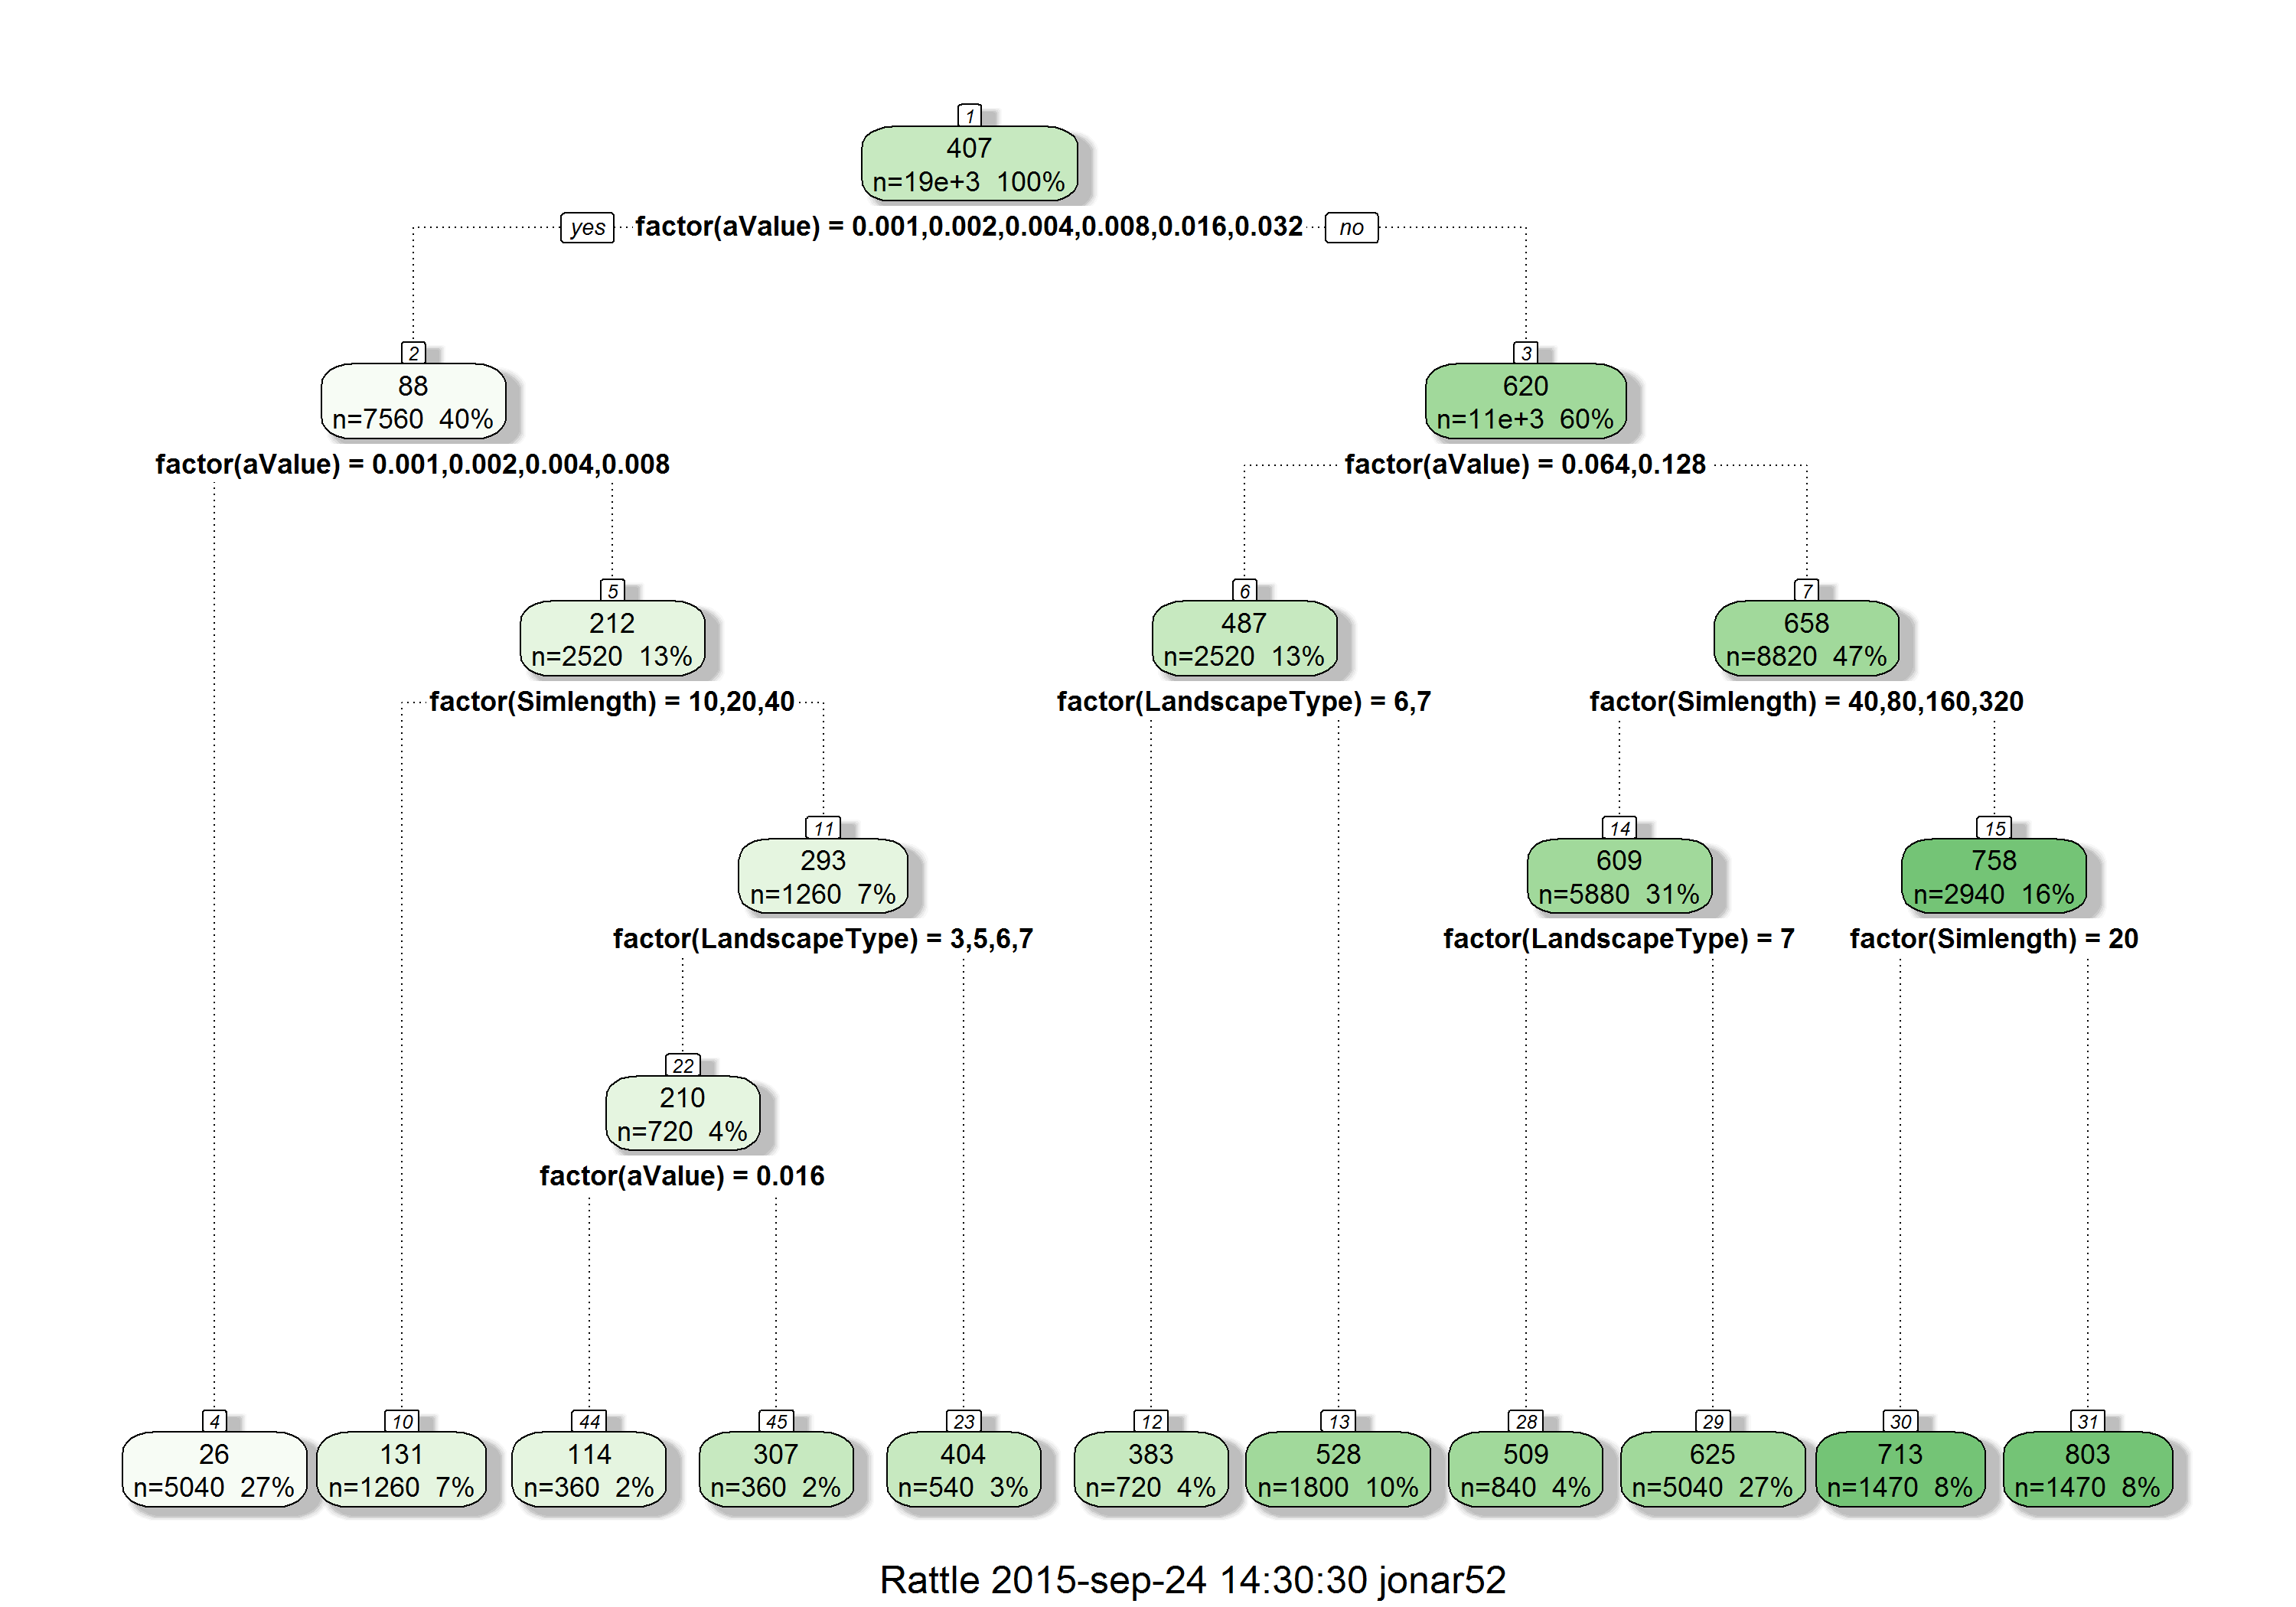 1
407
n=19e+3 100%
yes factor(aValue) = 0.001,0.002,0.004,0.008,0.016,0.032 no
2
88
n=7560 40%
factor(aValue) = 0.001,0.002,0.004,0.008
3
620
n=11e+3 60%
factor(aValue) = 0.064,0.128
5
212
n=2520 13%
factor(Simlength) = 10,20,40
6
487
n=2520 13%
factor(LandscapeType) = 6,7
7
658
n=8820 47%
factor(Simlength) = 40,80,160,320
11
293
n=1260 7%
factor(LandscapeType) = 3,5,6,7
14
609
n=5880 31%
factor(LandscapeType) = 7
15
758
n=2940 16%
factor(Simlength) = 20
22
210
n=720 4%
factor(aValue) = 0.016
4
26
n=5040 27%
10
131
n=1260 7%
44
114
n=360 2%
45
307
n=360 2%
23
404
n=540 3%
12
383
n=720 4%
13
528
n=1800 10%
28
509
n=840 4%
29
625
n=5040 27%
30
713
n=1470 8%
31
803
n=1470 8%
Rattle 2015-sep-24 14:30:30 jonar52